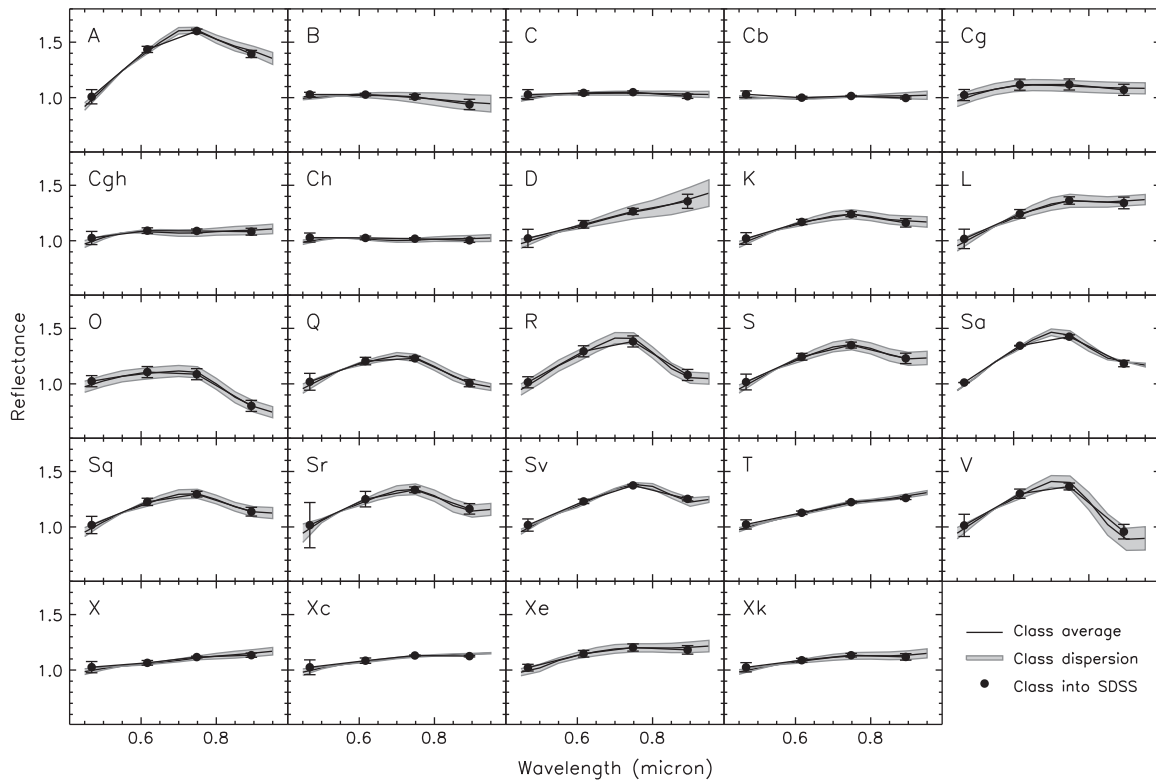 A B C Cb Cg
1.5
1.0
Cgh Ch D K L
1.5
1.0
O Q R S Sa
1.5
1.0
Reflectance
Sq Sr Sv T V
1.5
1.0
X Xc Xe Xk
1.5
1.0
Class average
Class dispersion
Class into SDSS
0.6 0.8 0.6 0.8 0.6 0.8 0.6 0.8
Wavelength (micron)